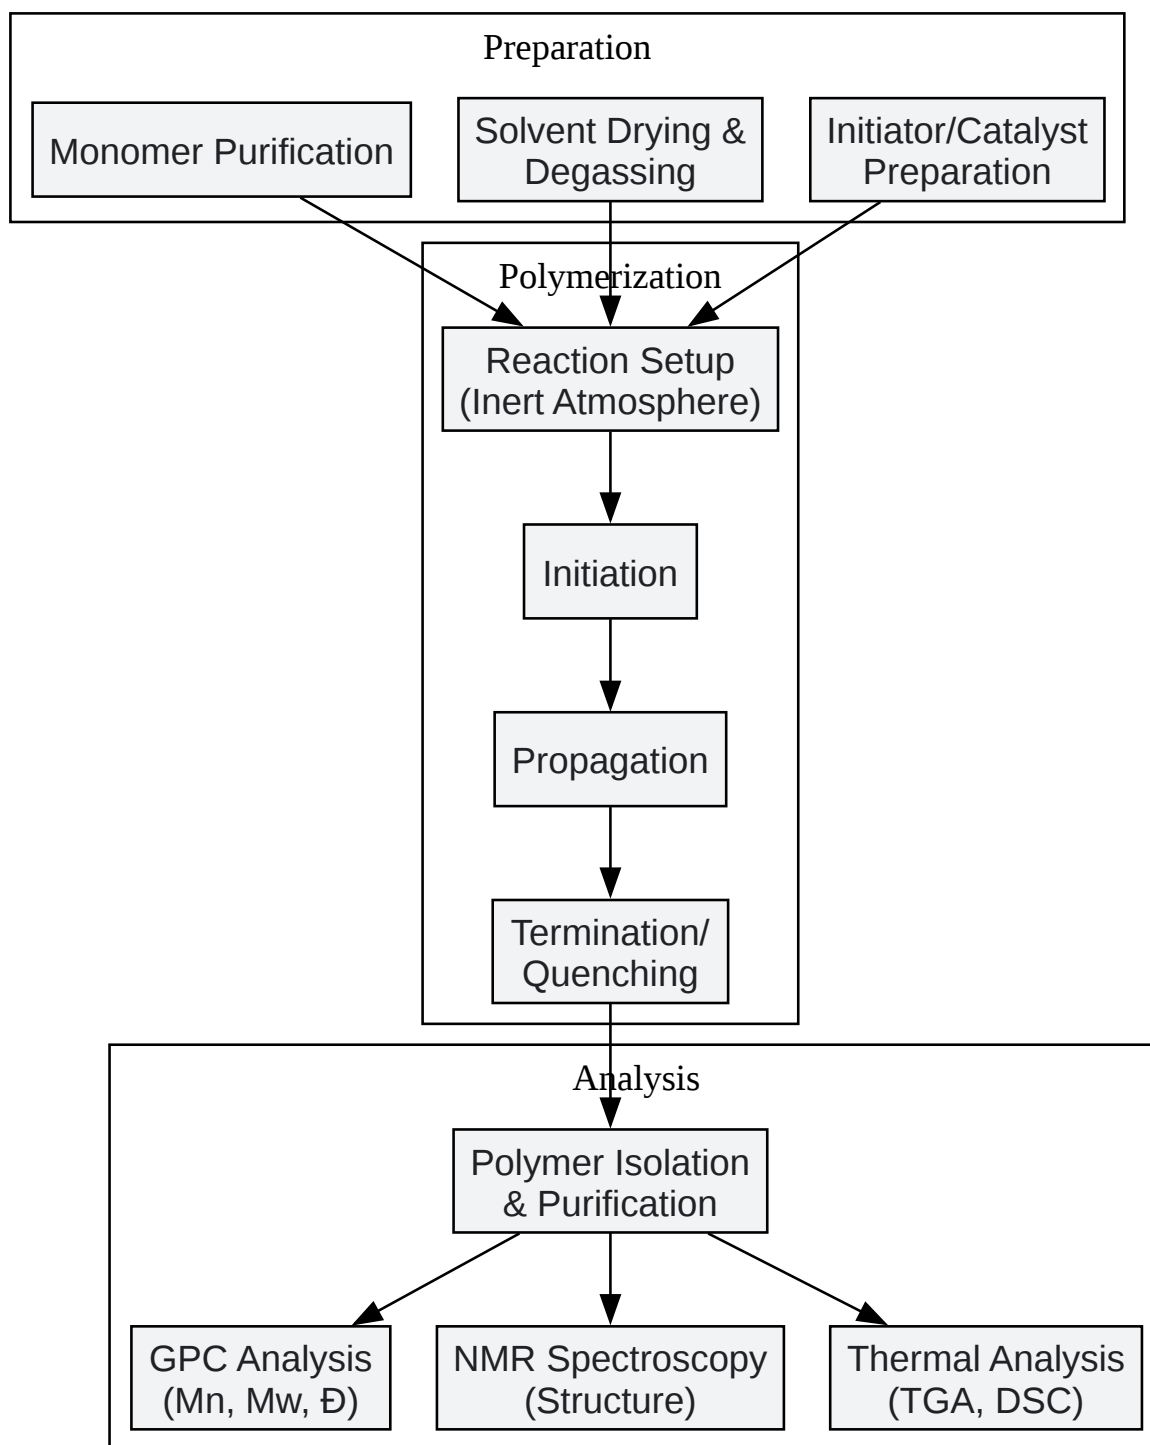 Preparation
Monomer Purification
Solvent Drying &
Degassing
Initiator/Catalyst
Preparation
Polymerization
Reaction Setup
(Inert Atmosphere)
Initiation
Propagation
Termination/
Quenching
Analysis
Polymer Isolation
& Purification
GPC Analysis
(Mn, Mw, Đ)
NMR Spectroscopy
(Structure)
Thermal Analysis
(TGA, DSC)